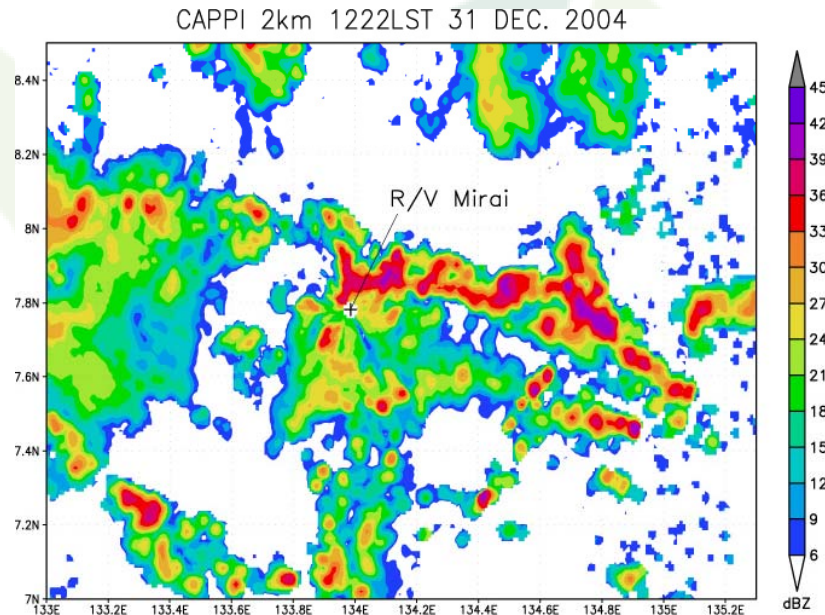 CAPPI 2km 1222LST 31 DEC. 2004
8.4N
8.2N
8N
7.8N
7.6N
7.4N
7.2N
7N
R/V Mirai
133E 133.2E 133.4E 133.6E 133.8E 134E 134.2E 134.4E 134.6E 134.8E 135E 135.2E
45
42
39
36
33
30
27
24
21
18
15
12
9
6
dBZ